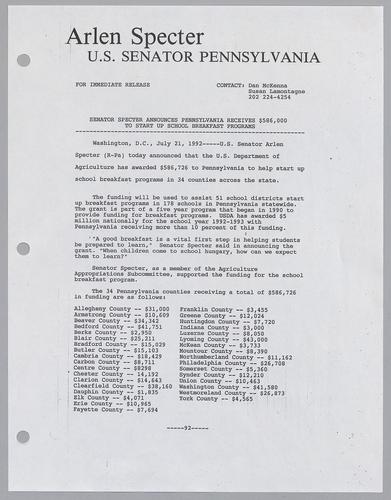 Arlen Specter
U.S. SENATOR PENNSYLVANIA
FOR IMMEDIATE RELEASE
CONTACT: Dan McKenna
Susan Lamontagne
202 224-4254
SENATOR SPECTER ANNOUNCES PENNSYLVANIA RECEIVES $586,000
TO START UP SCHOOL BREAKFAST PROGRAMS
Washington, D.C., July 21, 1992-----U.S. Senator Arlen
Specter (R-Pa) today announced that the U.S. Department of
Agriculture has awarded $586,726 to Pennsylvania to help start up
school breakfast programs in 34 counties across the state.
The funding will be used to assist 51 school districts start
up breakfast programs in 178 schools in Pennsylvania statewide.
The grant is part of a five year program that began in 1990 to
provide funding for breakfast programs. USDA has awarded $5
million nationally for the school year 1992-1993 with
Pennsylvania receiving more than 10 percent of this funding.
"A good breakfast is a vital first step in helping students
be prepared to learn," Senator Specter said in announcing the
grant. "When children come to school hungry, how can we expect
them to learn?"
Senator Specter, as a member of the Agriculture
Appropriations Subcommittee, supported the funding for the school
breakfast program.
The 34 Pennsylvania counties receiving a total of $586,726
in funding are as follows:
Allegheny County -- $31,000
Armstrong County -- $10,609
Beaver County -- $34,342
Bedford County -- $41,751
Berks County -- $2,950
Blair County -- $25,211
Bradford County -- $15,029
Butler County -- $15,103
Cambria County -- $18,429
Carbon County -- $8,711
Centre County -- $8298
Chester County -- 14,192
Clarion County -- $14,643
Clearfield County -- $38,160
Dauphin County -- $1,835
Elk County -- $4,071
Erie County -- $10,965
Fayette County -- $7,694
Franklin County -- $3,455
Greene County -- $12,024
Huntingdon County -- $7,720
Indiana County -- $8,000
Luzerne County -- $8,050
Lycoming County -- $43,000
McKean County -- $3,733
Montour County -- $8,390
Northumberland County -- $11,162
Philadelphia County -- $26,708
Somerset County -- $5,360
Synder County -- $12,210
Union County -- $10,463
Washington County -- $41,580
Westmoreland County -- $26,873
York County -- $4,565
-----92-----